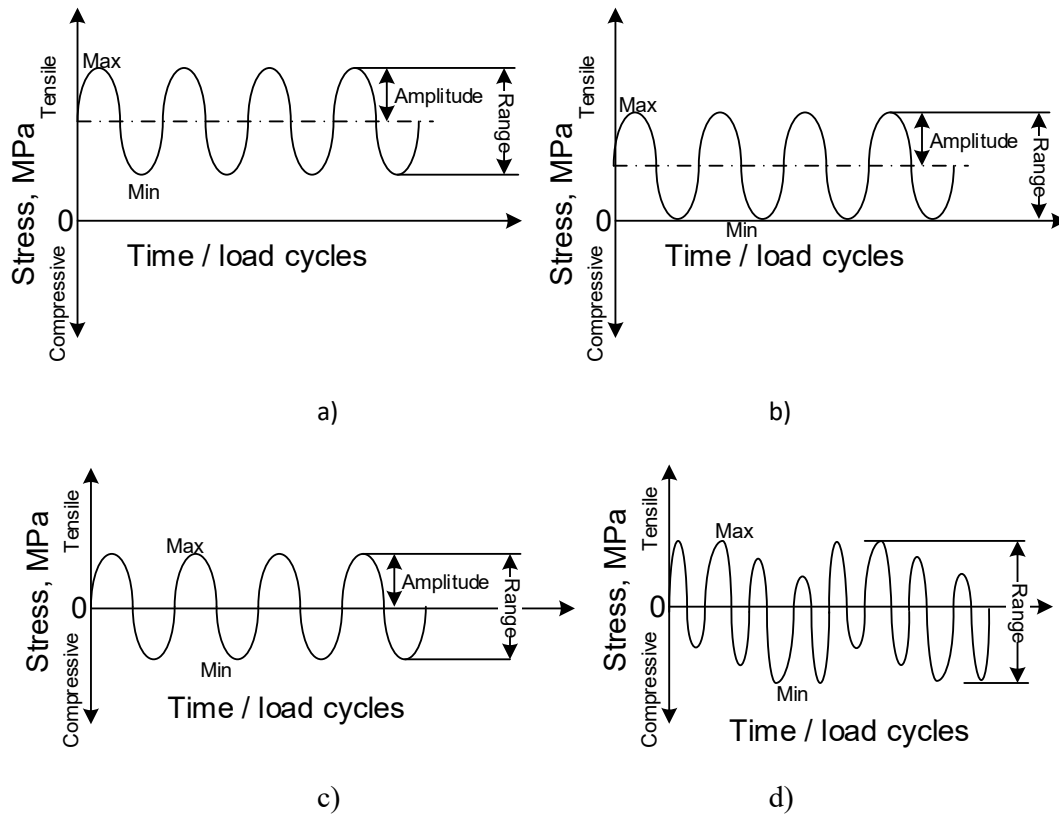 Stress, MPa
Tensile
Compressive
0
Max
Min
Amplitude
Range
Time / load cycles
a)
Stress, MPa
Tensile
Compressive
0
Max
Min
Amplitude
Range
Time / load cycles
b)
Stress, MPa
Tensile
Compressive
0
Max
Min
Amplitude
Range
Time / load cycles
c)
Stress, MPa
Tensile
Compressive
0
Max
Min
Range
Time / load cycles
d)